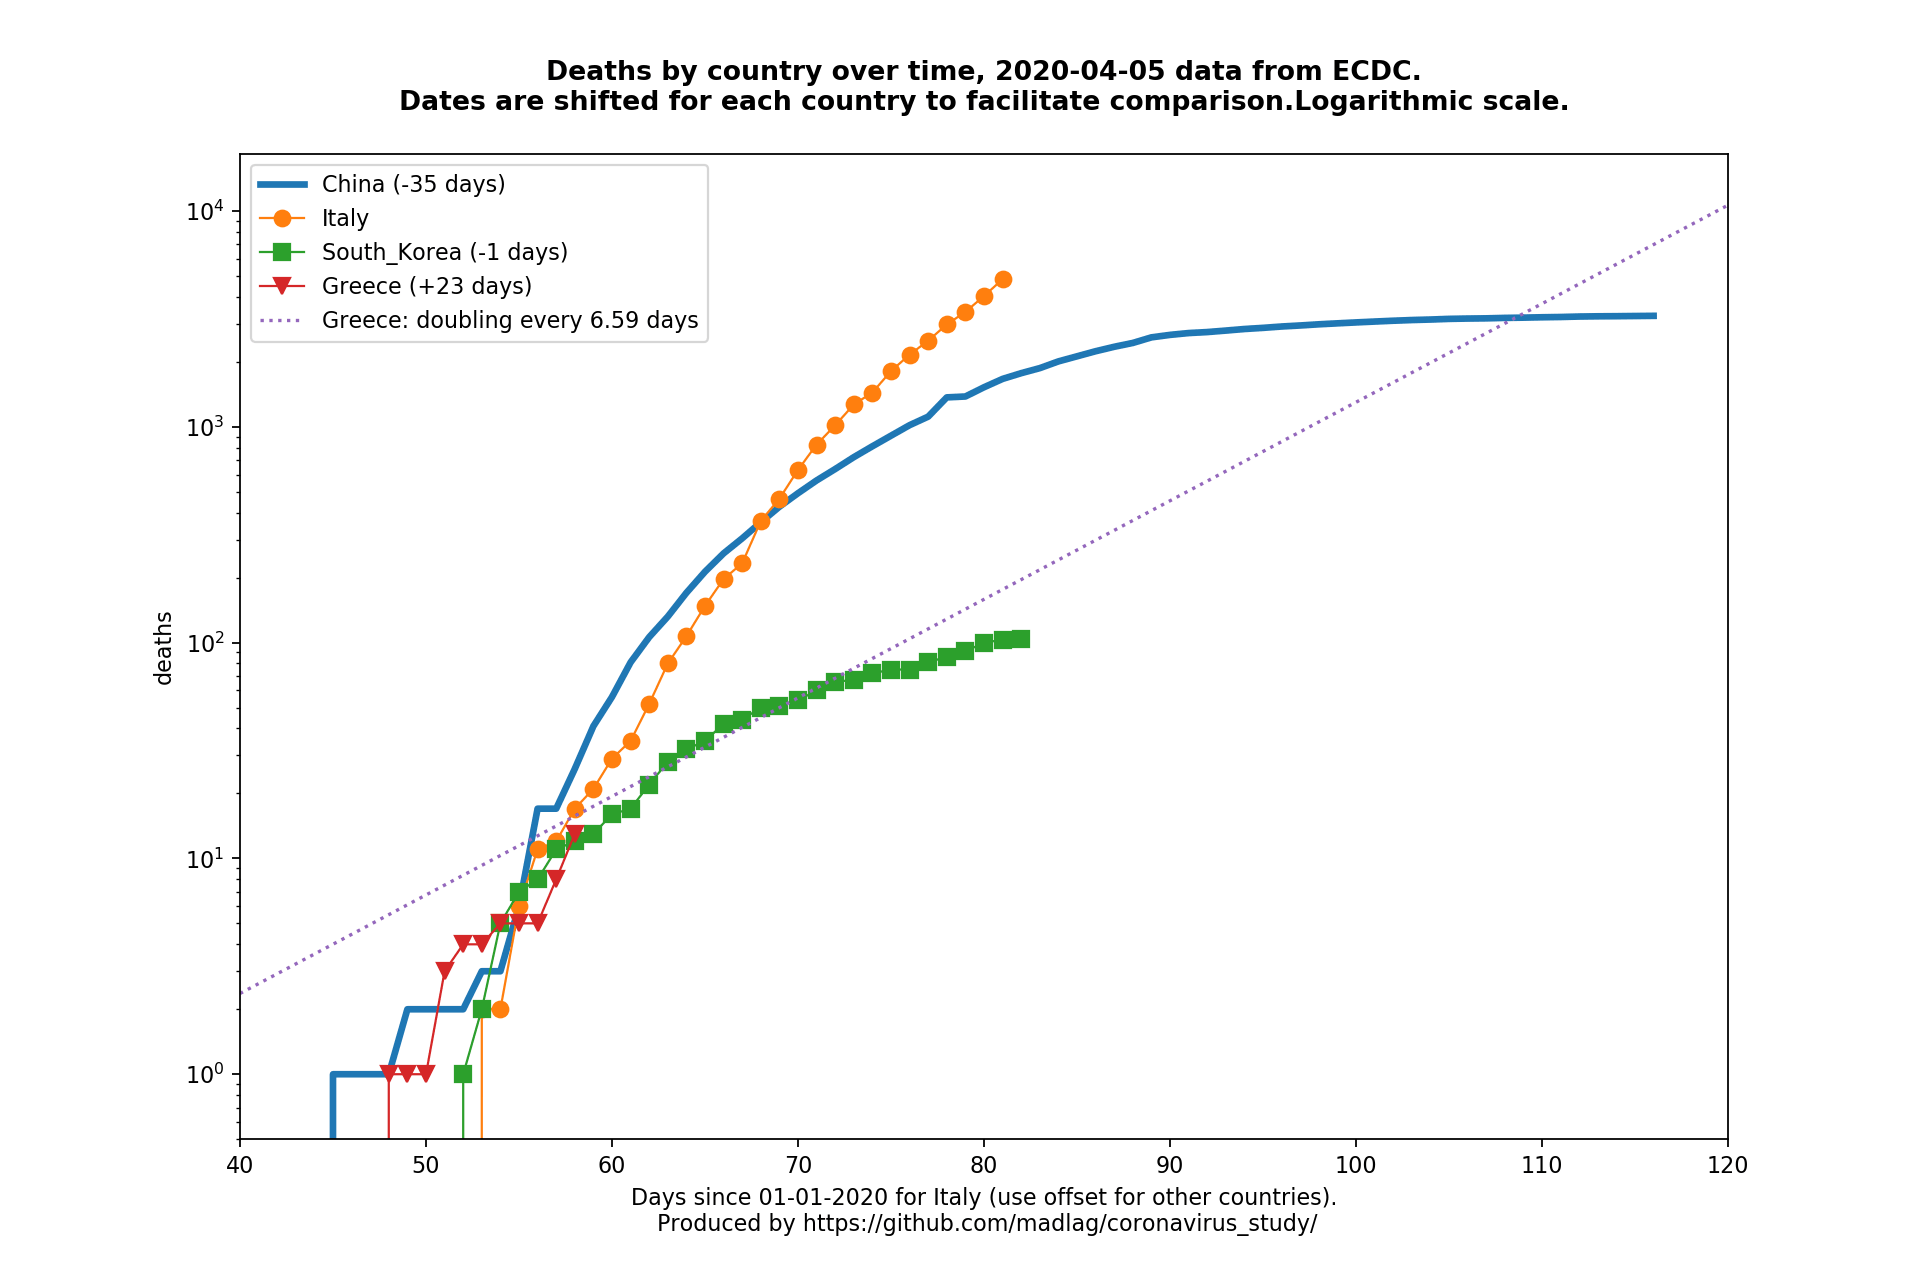 Deaths by country over time, 2020-04-05 data from ECDC.
Dates are shifted for each country to facilitate comparison.Logarithmic scale.
China (-35 days)
Italy
South_Korea (-1 days)
Greece (+23 days)
Greece: doubling every 6.59 days
deaths
10⁴
10³
10²
10¹
10⁰
40 50 60 70 80 90 100 110 120
Days since 01-01-2020 for Italy (use offset for other countries).
Produced by https://github.com/madlag/coronavirus_study/